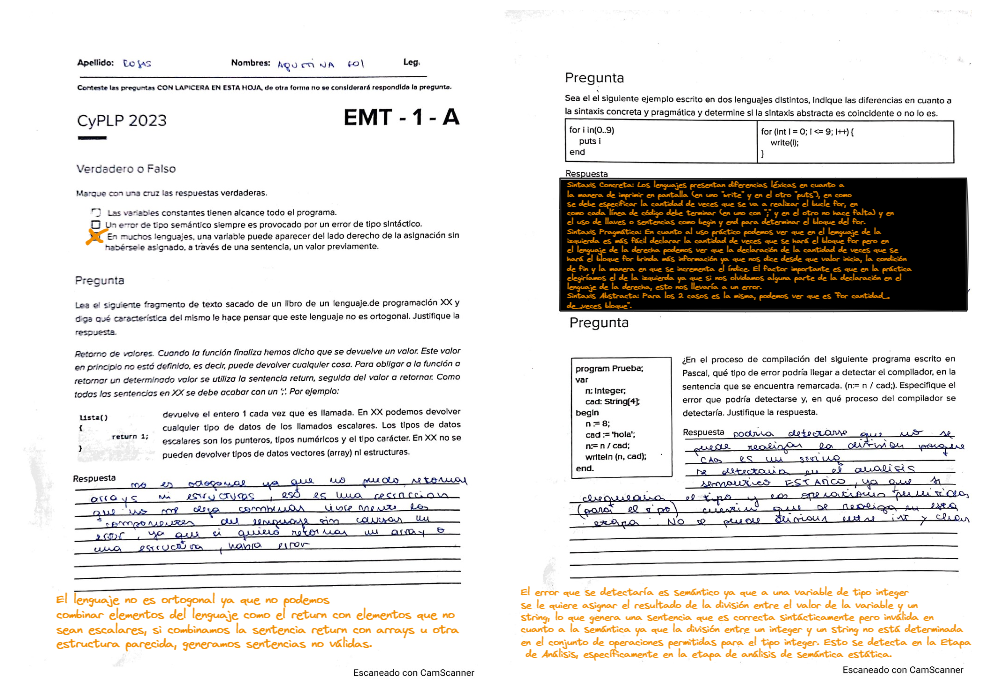 Apellido: ROJAS Nombres: AGUSTINA SOL Leg.
Conteste las preguntas CON LAPICERA EN ESTA HOJA, de otra forma no se considerará respondida la pregunta.
CyPLP 2023 EMT - 1 - A
Verdadero o Falso
Marque con una cruz las respuestas verdaderas.
Las variables constantes tienen alcance todo el programa.
Un error de tipo semántico siempre es provocado por un error de tipo sintáctico.
En muchos lenguajes, una variable puede aparecer del lado derecho de la asignación sin
habérsele asignado, a través de una sentencia, un valor previamente.
Pregunta
Lea el siguiente fragmento de texto sacado de un libro de un lenguaje.de programación XX y
diga qué característica del mismo le hace pensar que este lenguaje no es ortogonal. Justifique la
respuesta.
Retorno de valores. Cuando la función finaliza hemos dicho que se devuelve un valor. Este valor
en principio no está definido, es decir, puede devolver cualquier cosa. Para obligar a la función a
retornar un determinado valor se utiliza la sentencia return, seguida del valor a retornar. Como
todas las sentencias en XX se debe acabar con un ';'. Por ejemplo:
lista()
{
return 1;
}
devuelve el entero 1 cada vez que es llamada. En XX podemos devolver
cualquier tipo de datos de los llamados escalares. Los tipos de datos
escalares son los punteros, tipos numéricos y el tipo carácter. En XX no se
pueden devolver tipos de datos vectores (array) ni estructuras.
Respuesta no es ortogonal ya que no puedo retornar
arrays ni estructuras, eso es una restriccion
que no me deja combinar libremente los
componentes del lenguaje sin causar un
error, ya que si quiero retornar un array o
una estructura, habra error
El lenguaje no es ortogonal ya que no podemos
combinar elementos del lenguaje como el return con elementos que no
sean escalares, si combinamos la sentencia return con arrays u otra
estructura parecida, generamos sentencias no válidas.
Escaneado con CamScanner
Pregunta
Sea el el siguiente ejemplo escrito en dos lenguajes distintos, indique las diferencias en cuanto a
la sintaxis concreta y pragmática y determine si la sintaxis abstracta es coincidente o no lo es.
for i in(0..9)
puts i
end
for (int i = 0; i <= 9; i++) {
write(i);
}
Respuesta
Sintaxis Concreta: Los lenguajes presentan diferencias léxicas en cuanto a
la manera de imprimir en pantalla (en uno "write" y en el otro "puts"), en como
se debe especificar la cantidad de veces que se va a realizar el bucle for, en
como cada línea de código debe terminar (en uno con ";" y en el otro no hace falta) y en
el uso de llaves o sentencias como begin y end para determinar el bloque del for.
Sintaxis Pragmática: En cuanto al uso práctico podemos ver que en el lenguaje de la
izquierda es más fácil declarar la cantidad de veces que se hará el bloque for pero en
el lenguaje de la derecha podemos ver que la declaración de la cantidad de veces que se
hará el bloque for brinda más información ya que nos dice desde que valor inicia, la condición
de fin y la manera en que se incrementa el índice. El factor importante es que en la práctica
elegiríamos el de la izquierda ya que si nos olvidamos alguna parte de la declaración en el
lenguaje de la derecha, esto nos llevaría a un error.
Sintaxis Abstracta: Para los 2 casos es la misma, podemos ver que es "For cantidad_
de_veces bloque".
Pregunta
program Prueba;
var
n: integer;
cad: String[4];
begin
n := 8;
cad := 'hola';
n:= n / cad;
writeln (n, cad);
end.
¿En el proceso de compilación del siguiente programa escrito en
Pascal, qué tipo de error podría llegar a detectar el compilador, en la
sentencia que se encuentra remarcada. (n:= n / cad;). Especifique el
error que podría detectarse y, en qué proceso del compilador se
detectaría. Justifique la respuesta.
Respuesta podria detectarse que no se
puede realizar la division porque
cad es un string
se detectaria en el analisis
semantico ESTATICO, ya que se
chequearia el tipo y las operaciones permitidas
(para el tipo) que se realiza en esta
etapa. No se puede dividir entre int y char
El error que se detectaría es semántico ya que a una variable de tipo integer
se le quiere asignar el resultado de la división entre el valor de la variable y un
string, lo que genera una sentencia que es correcta sintácticamente pero inválida en
cuanto a la semántica ya que la división entre un integer y un string no está determinada
en el conjunto de operaciones permitidas para el tipo integer. Esto se detecta en la Etapa
de Análisis, específicamente en la etapa de análisis de semántica estática.
Escaneado con CamScanner